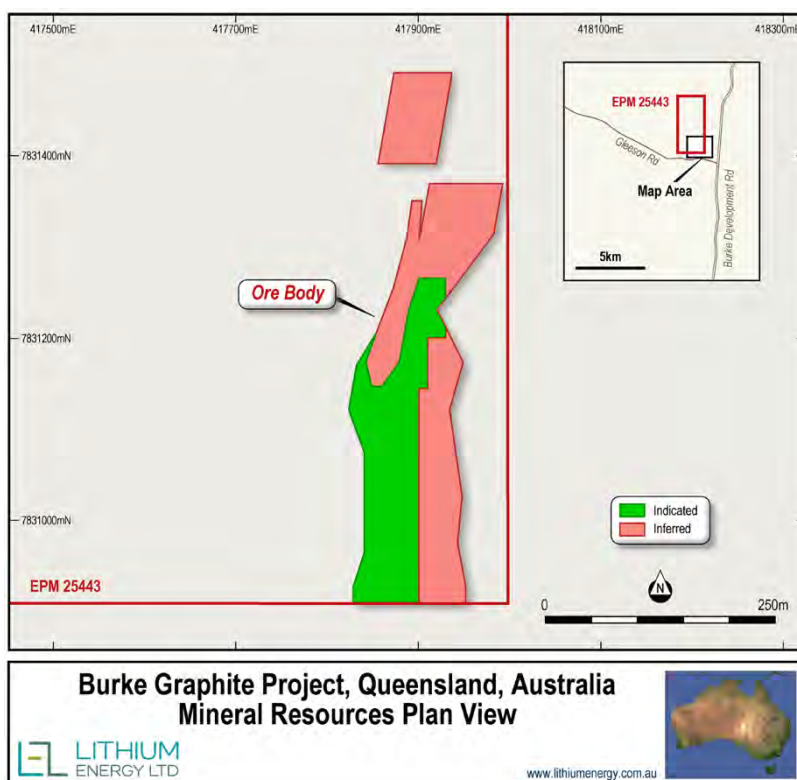 417500mE 417700mE 417900mE 418100mE 418300mE
EPM 25443
Gleeson Rd
Map Area
Burke Development Rd
5km
7831400mN
Ore Body
7831200mN
7831000mN
Indicated
Inferred
EPM 25443
N
0 250m
Burke Graphite Project, Queensland, Australia
Mineral Resources Plan View
LEL LITHIUM
ENERGY LTD
www.lithiumenergy.com.au